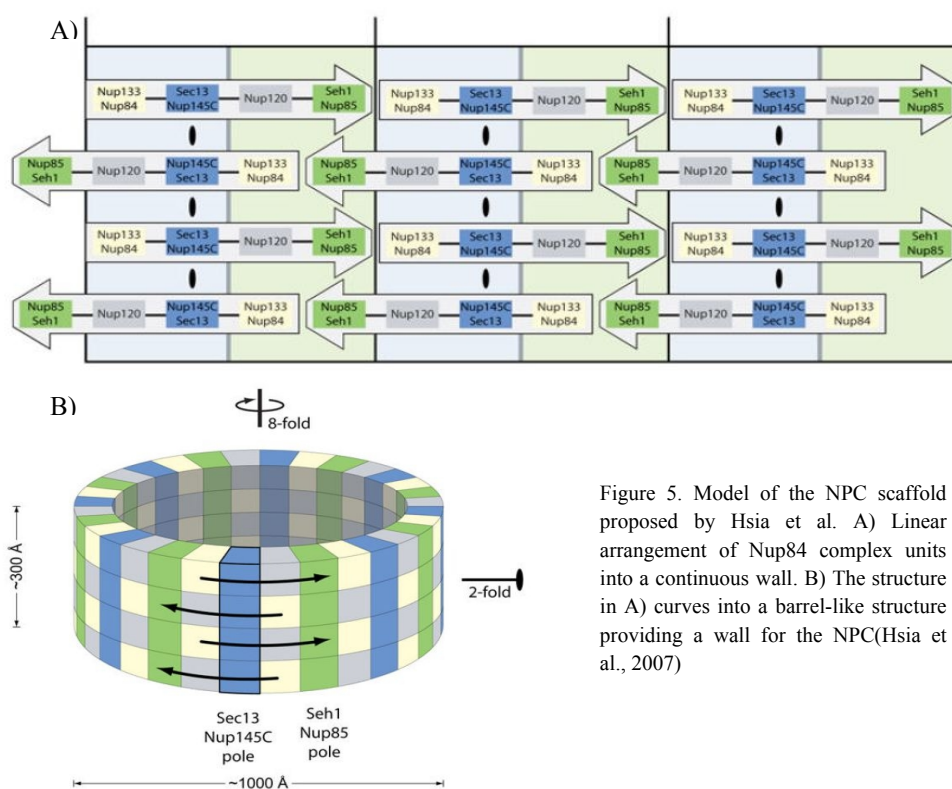 A)
Nup133 Sec13 Nup120 Seh1 Nup133 Sec13 Nup120 Seh1 Nup133 Sec13 Nup120 Seh1
Nup84 Nup145C Nup85 Nup84 Nup145C Nup85 Nup84 Nup145C Nup85
Nup85 Nup120 Nup145C Nup133 Nup85 Nup120 Nup145C Nup133 Nup85 Nup120 Nup145C Nup133
Seh1 Sec13 Nup84 Seh1 Sec13 Nup84 Seh1 Sec13 Nup84
Nup133 Sec13 Nup120 Seh1 Nup133 Sec13 Nup120 Seh1 Nup133 Sec13 Nup120 Seh1
Nup84 Nup145C Nup85 Nup84 Nup145C Nup85 Nup84 Nup145C Nup85
Nup85 Nup120 Nup145C Nup133 Nup85 Nup120 Nup145C Nup133 Nup85 Nup120 Nup145C Nup133
Seh1 Sec13 Nup84 Seh1 Sec13 Nup84 Seh1 Sec13 Nup84
B)
8-fold
~300 Å
2-fold
Sec13
Nup145C
pole
Seh1
Nup85
pole
~1000 Å
Figure 5. Model of the NPC scaffold
proposed by Hsia et al. A) Linear
arrangement of Nup84 complex units
into a continuous wall. B) The structure
in A) curves into a barrel-like structure
providing a wall for the NPC(Hsia et
al., 2007)